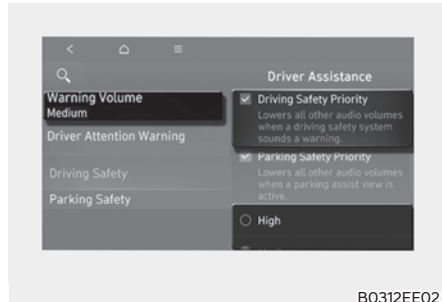 Driver Assistance
Warning Volume
Medium
Driver Attention Warning
Driving Safety
Parking Safety
Driving Safety Priority
Lowers all other audio volumes
when a driving safety system
sounds a warning.
Parking Safety Priority
Lowers all other audio volumes
when a parking assist view is
active.
High
B0312EE02